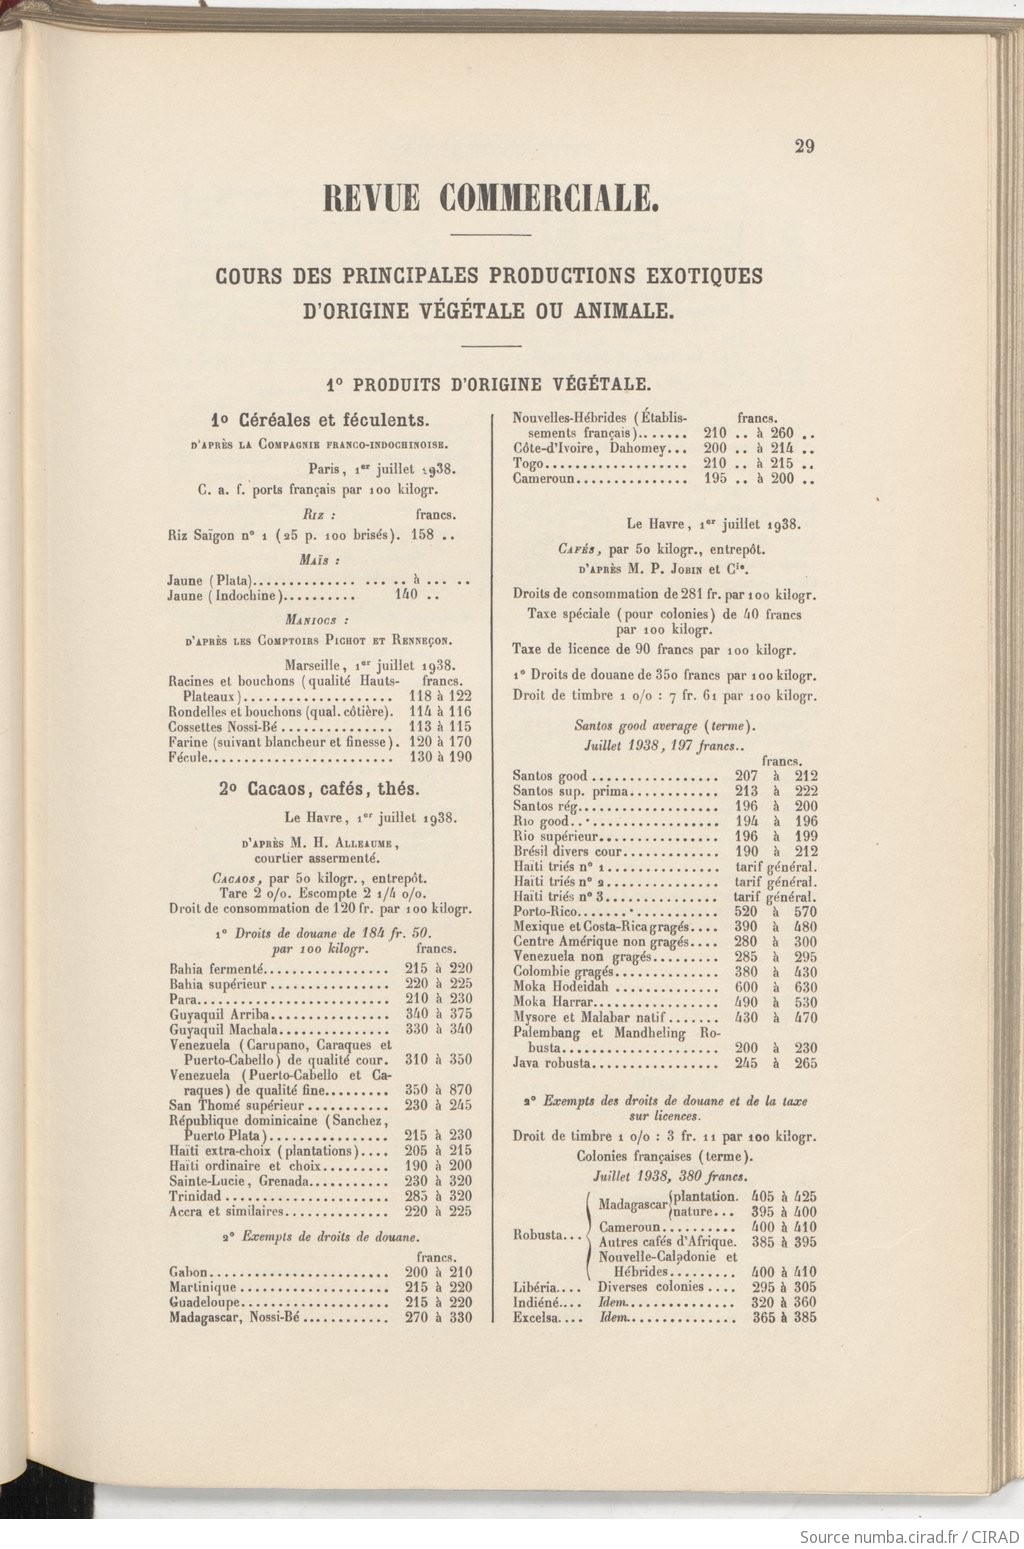 29
REVUE COMMERCIALE.
COURS DES PRINCIPALES PRODUCTIONS EXOTIQUES
D'ORIGINE VÉGÉTALE OU ANIMALE.
1° PRODUITS D'ORIGINE VÉGÉTALE.
1° Céréales et féculents.
D'APRÈS LA COMPAGNIE FRANCO-INDOCHINOISE.
Paris, 1er juillet 1938.
C. a. f. ports français par 100 kilogr.
RIZ : francs.
Riz Saïgon n° 1 (25 p. 100 brisés). 158 ..
MAÏS :
Jaune (Plata).............. ... .. à ... ..
Jaune (Indochine).......... 140 ..
MANIOCS :
D'APRÈS LES COMPTOIRS PICHOT ET RENNEÇON.
Marseille, 1er juillet 1938.
Racines et bouchons (qualité Hauts- francs.
Plateaux)................... 118 à 122
Rondelles et bouchons (qual. côtière). 114 à 116
Cossettes Nossi-Bé............... 113 à 115
Farine (suivant blancheur et finesse). 120 à 170
Fécule........................ 130 à 190
2° Cacaos, cafés, thés.
Le Havre, 1er juillet 1938.
D'APRÈS M. H. ALLEAUME,
courtier assermenté.
CACAOS, par 50 kilogr., entrepôt.
Tare 2 o/o. Escompte 2 1/4 o/o.
Droit de consommation de 120 fr. par 100 kilogr.
1° Droits de douane de 184 fr. 50.
par 100 kilogr. francs.
Bahia fermenté................ 215 à 220
Bahia supérieur............... 220 à 225
Para......................... 210 à 230
Guyaquil Arriba............... 340 à 375
Guyaquil Machala.............. 330 à 340
Venezuela (Carupano, Caraques et
Puerto-Cabello) de qualité cour. 310 à 350
Venezuela (Puerto-Cabello et Ca-
raques) de qualité fine......... 350 à 870
San Thomé supérieur........... 230 à 245
République dominicaine (Sanchez,
Puerto Plata)............... 215 à 230
Haïti extra-choix (plantations).... 205 à 215
Haïti ordinaire et choix......... 190 à 200
Sainte-Lucie, Grenada.......... 230 à 320
Trinidad..................... 285 à 320
Accra et similaires............. 220 à 225
2° Exempts de droits de douane.
francs.
Gabon....................... 200 à 210
Martinique................... 215 à 220
Guadeloupe................... 215 à 220
Madagascar, Nossi-Bé............ 270 à 330
Nouvelles-Hébrides (Établis- francs.
sements français)....... 210 .. à 260 ..
Côte-d'Ivoire, Dahomey... 200 .. à 214 ..
Togo................... 210 .. à 215 ..
Cameroun............... 195 .. à 200 ..
Le Havre, 1er juillet 1938.
CAFÉS, par 50 kilogr., entrepôt.
D'APRÈS M. P. JOBIN et Cie.
Droits de consommation de 281 fr. par 100 kilogr.
Taxe spéciale (pour colonies) de 40 francs
par 100 kilogr.
Taxe de licence de 90 francs par 100 kilogr.
1° Droits de douane de 350 francs par 100 kilogr.
Droit de timbre 1 o/o : 7 fr. 61 par 100 kilogr.
Santos good average (terme).
Juillet 1938, 197 francs..
francs.
Santos good................. 207 à 212
Santos sup. prima............ 213 à 222
Santos rég.................. 196 à 200
Rio good................... 194 à 196
Rio supérieur............... 196 à 199
Brésil divers cour............. 190 à 212
Haïti triés n° 1............... tarif général.
Haïti triés n° 2............... tarif général.
Haïti triés n° 3............... tarif général.
Porto-Rico.................. 520 à 570
Mexique et Costa-Rica gragés.... 390 à 480
Centre Amérique non gragés.... 280 à 300
Venezuela non gragés......... 285 à 295
Colombie gragés.............. 380 à 430
Moka Hodeidah.............. 600 à 630
Moka Harrar................ 490 à 530
Mysore et Malabar natif....... 430 à 470
Palembang et Mandheling Ro-
busta.................... 200 à 230
Java robusta................. 245 à 265
2° Exempts des droits de douane et de la taxe
sur licences.
Droit de timbre 1 o/o : 3 fr. 11 par 100 kilogr.
Colonies françaises (terme).
Juillet 1938, 380 francs.
Robusta... Madagascar plantation. 405 à 425
nature... 395 à 400
Cameroun.......... 400 à 410
Autres cafés d'Afrique. 385 à 395
Nouvelle-Calédonie et
Hébrides......... 400 à 410
Libéria.... Diverses colonies.... 295 à 305
Indiéné.... Idem............... 320 à 360
Excelsa.... Idem............... 365 à 385
Source numba.cirad.fr / CIRAD